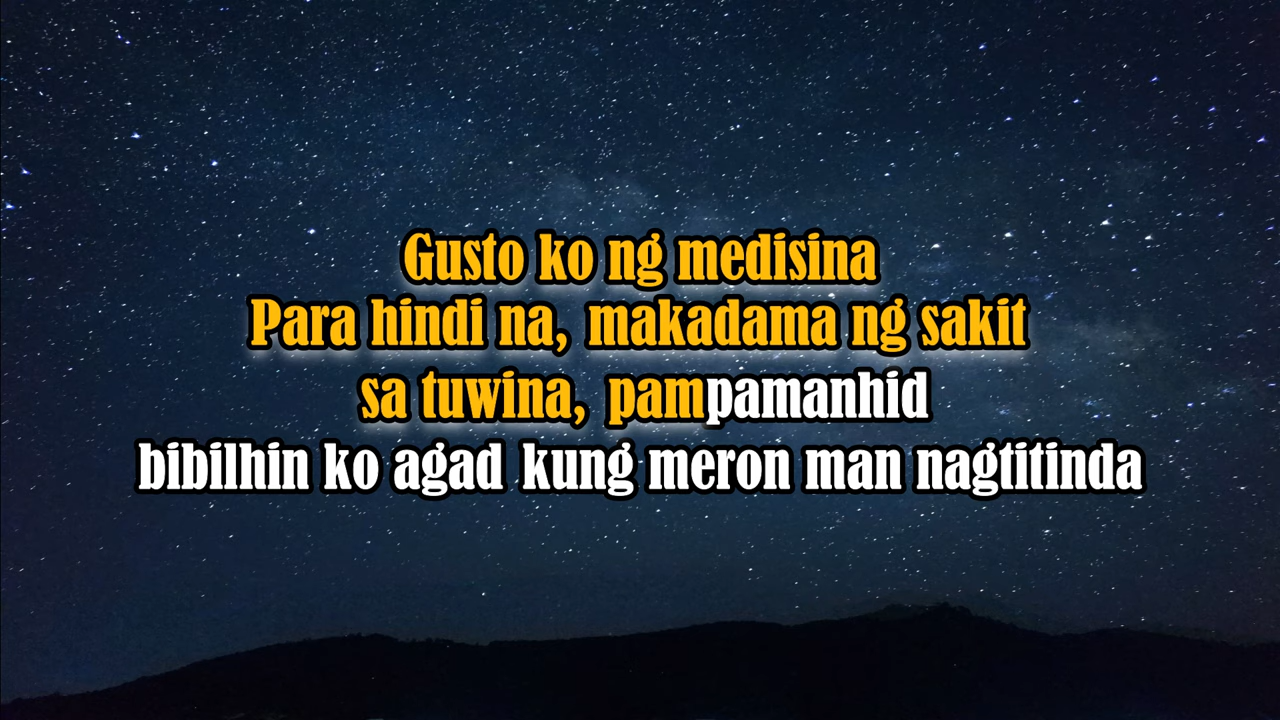 Gusto ko ng medisina
Para hindi na, makadama ng sakit
sa tuwina, pampamanhid
bibilhin ko agad kung meron man nagtitinda